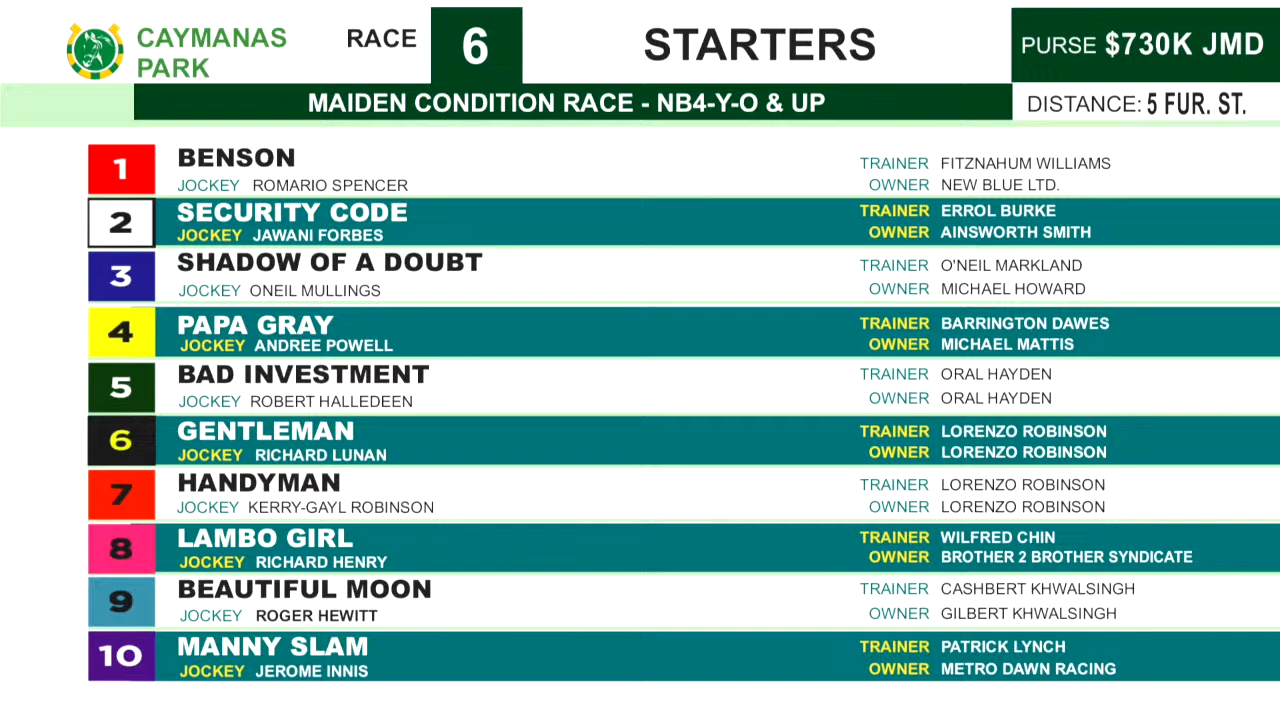 CAYMANAS PARK
RACE 6
STARTERS
PURSE $730K JMD
MAIDEN CONDITION RACE - NB4-Y-O & UP
DISTANCE: 5 FUR. ST.
1 BENSON
JOCKEY ROMARIO SPENCER
TRAINER FITZNAHUM WILLIAMS
OWNER NEW BLUE LTD.
2 SECURITY CODE
JOCKEY JAWANI FORBES
TRAINER ERROL BURKE
OWNER AINSWORTH SMITH
3 SHADOW OF A DOUBT
JOCKEY ONEIL MULLINGS
TRAINER O'NEIL MARKLAND
OWNER MICHAEL HOWARD
4 PAPA GRAY
JOCKEY ANDREE POWELL
TRAINER BARRINGTON DAWES
OWNER MICHAEL MATTIS
5 BAD INVESTMENT
JOCKEY ROBERT HALLEDEEN
TRAINER ORAL HAYDEN
OWNER ORAL HAYDEN
6 GENTLEMAN
JOCKEY RICHARD LUNAN
TRAINER LORENZO ROBINSON
OWNER LORENZO ROBINSON
7 HANDYMAN
JOCKEY KERRY-GAYL ROBINSON
TRAINER LORENZO ROBINSON
OWNER LORENZO ROBINSON
8 LAMBO GIRL
JOCKEY RICHARD HENRY
TRAINER WILFRED CHIN
OWNER BROTHER 2 BROTHER SYNDICATE
9 BEAUTIFUL MOON
JOCKEY ROGER HEWITT
TRAINER CASHBERT KHWALSINGH
OWNER GILBERT KHWALSINGH
10 MANNY SLAM
JOCKEY JEROME INNIS
TRAINER PATRICK LYNCH
OWNER METRO DAWN RACING